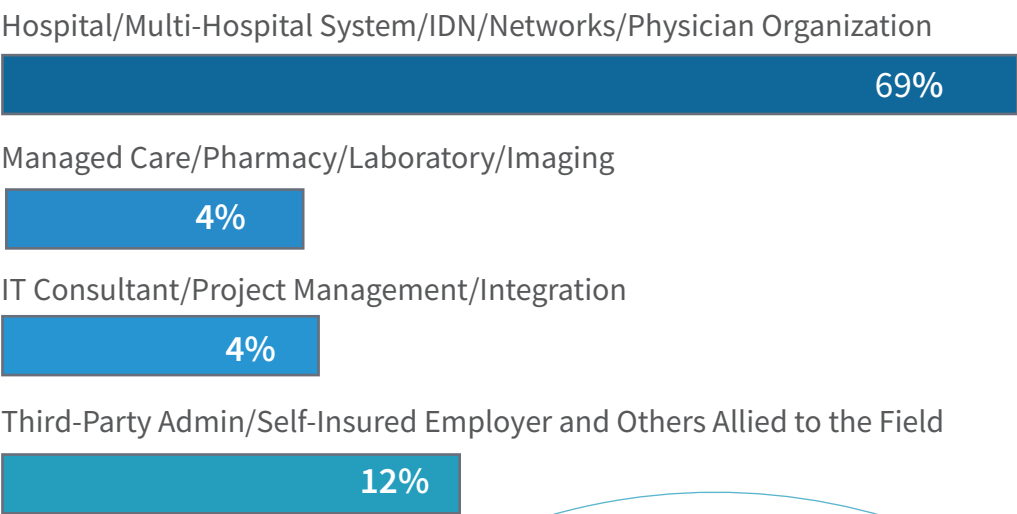 Hospital/Multi-Hospital System/IDN/Networks/Physician Organization
69%
Managed Care/Pharmacy/Laboratory/Imaging
4%
IT Consultant/Project Management/Integration
4%
Third-Party Admin/Self-Insured Employer and Others Allied to the Field
12%